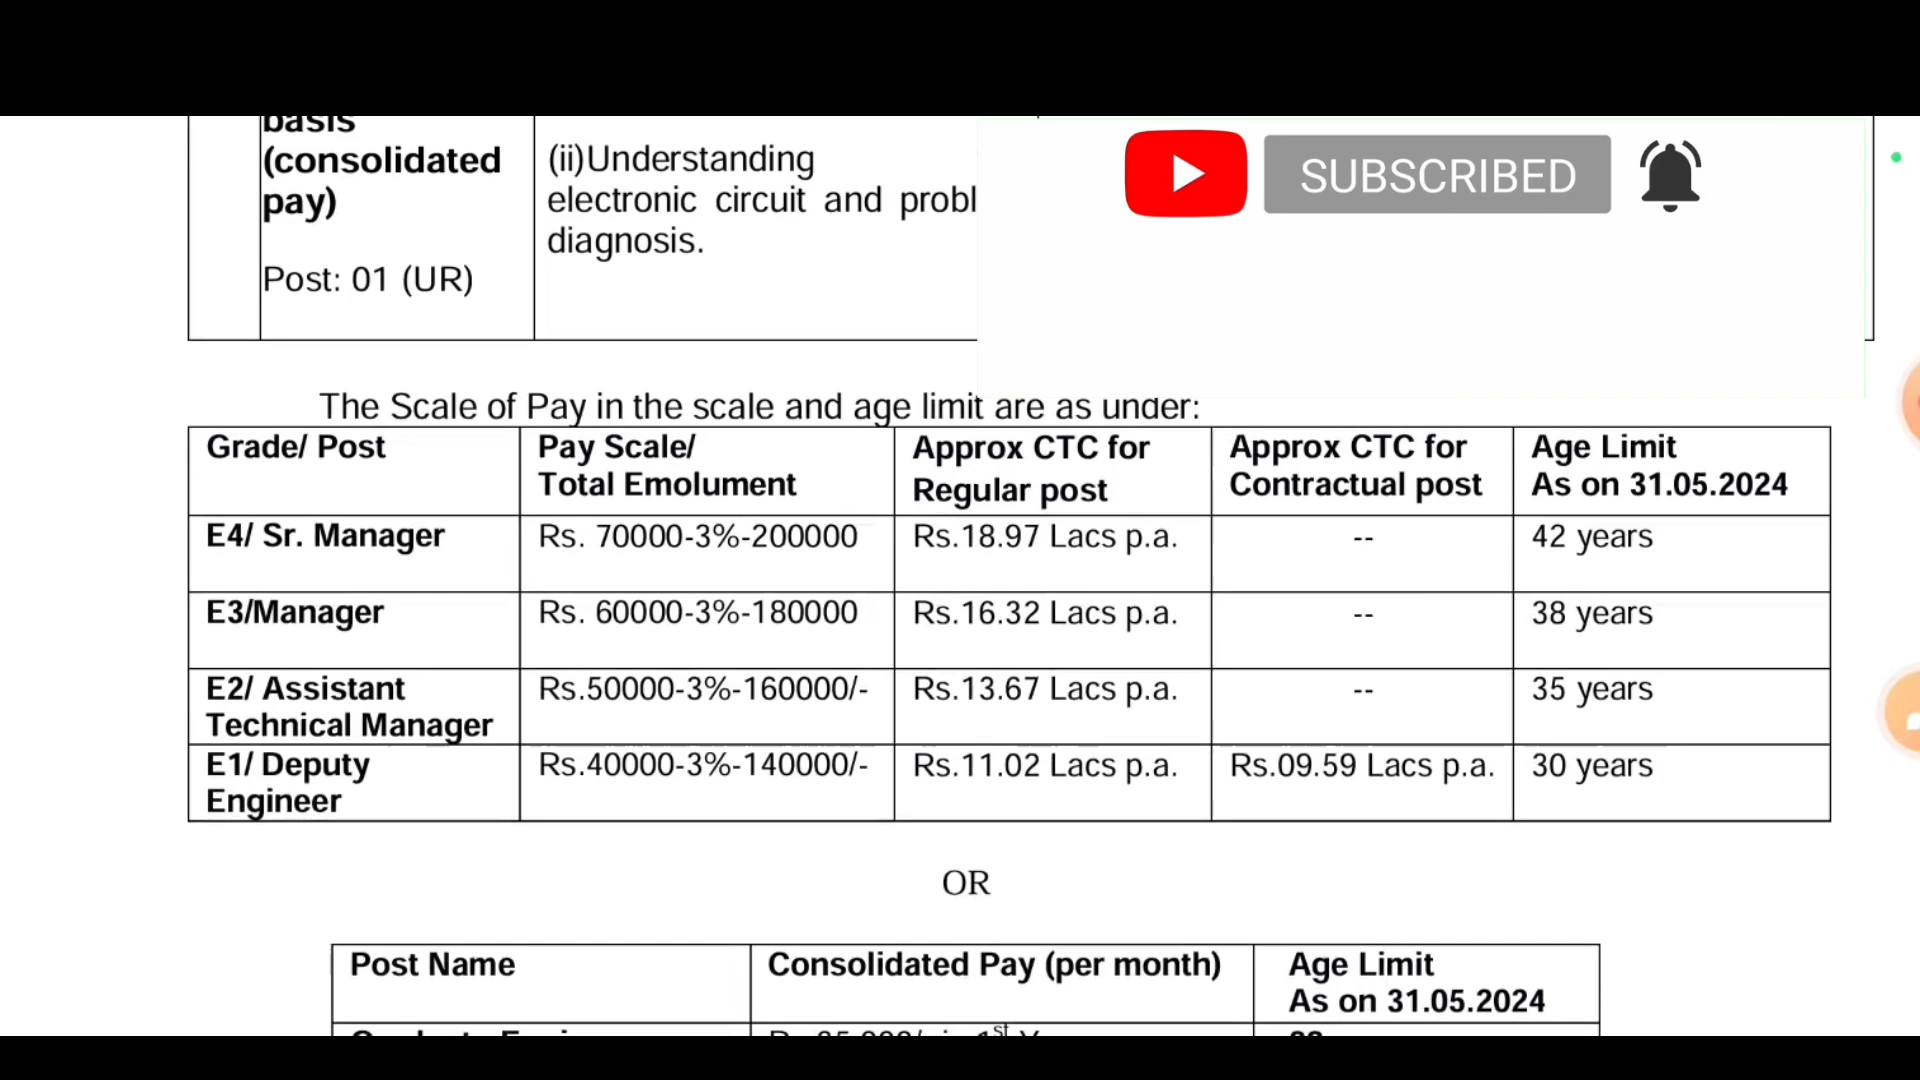 basis
(consolidated
pay)
Post: 01 (UR)
(ii)Understanding
electronic circuit and probl
diagnosis.
SUBSCRIBED
The Scale of Pay in the scale and age limit are as under:
Grade/ Post
Pay Scale/
Total Emolument
Approx CTC for
Regular post
Approx CTC for
Contractual post
Age Limit
As on 31.05.2024
E4/ Sr. Manager
Rs. 70000-3%-200000
Rs.18.97 Lacs p.a.
--
42 years
E3/Manager
Rs. 60000-3%-180000
Rs.16.32 Lacs p.a.
--
38 years
E2/ Assistant
Technical Manager
Rs.50000-3%-160000/-
Rs.13.67 Lacs p.a.
--
35 years
E1/ Deputy
Engineer
Rs.40000-3%-140000/-
Rs.11.02 Lacs p.a.
Rs.09.59 Lacs p.a.
30 years
OR
Post Name
Consolidated Pay (per month)
Age Limit
As on 31.05.2024